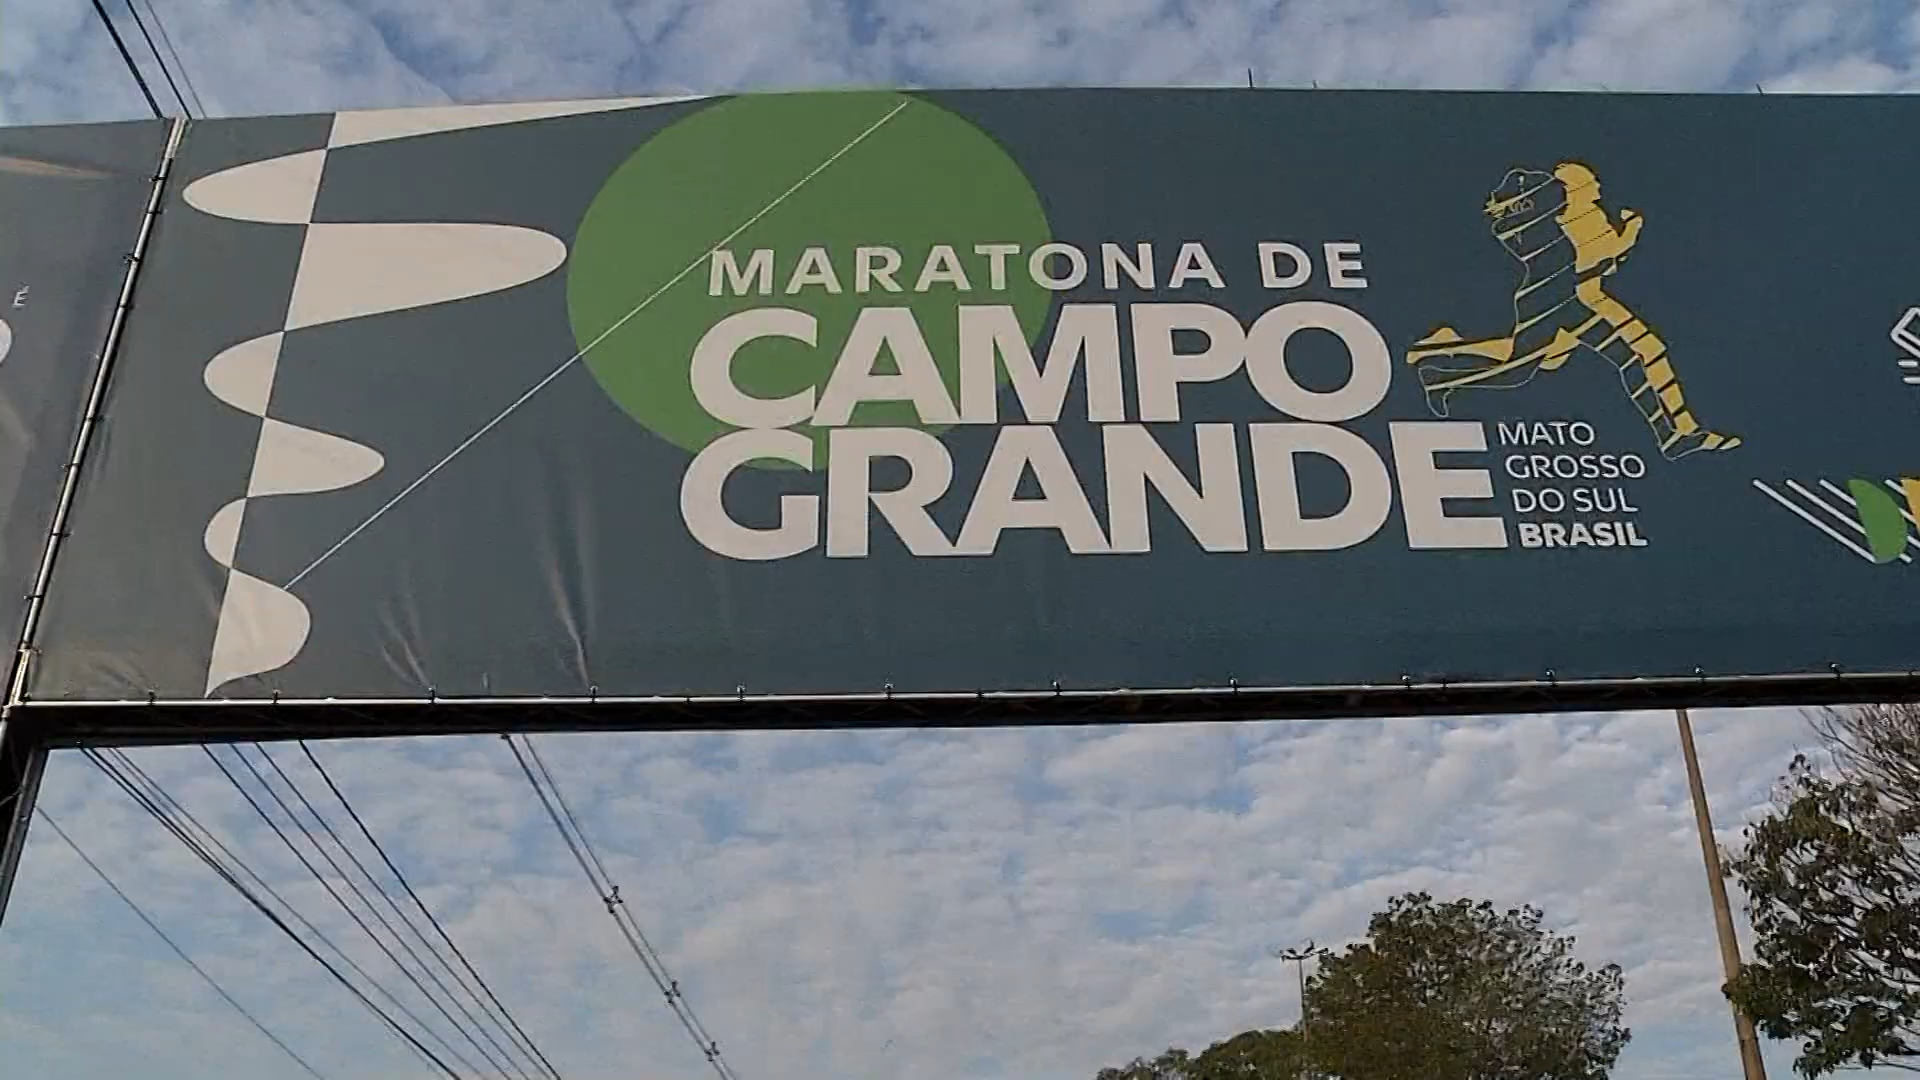 MARATONA DE
CAMPO
GRANDE
MATO
GROSSO
DO SUL
BRASIL